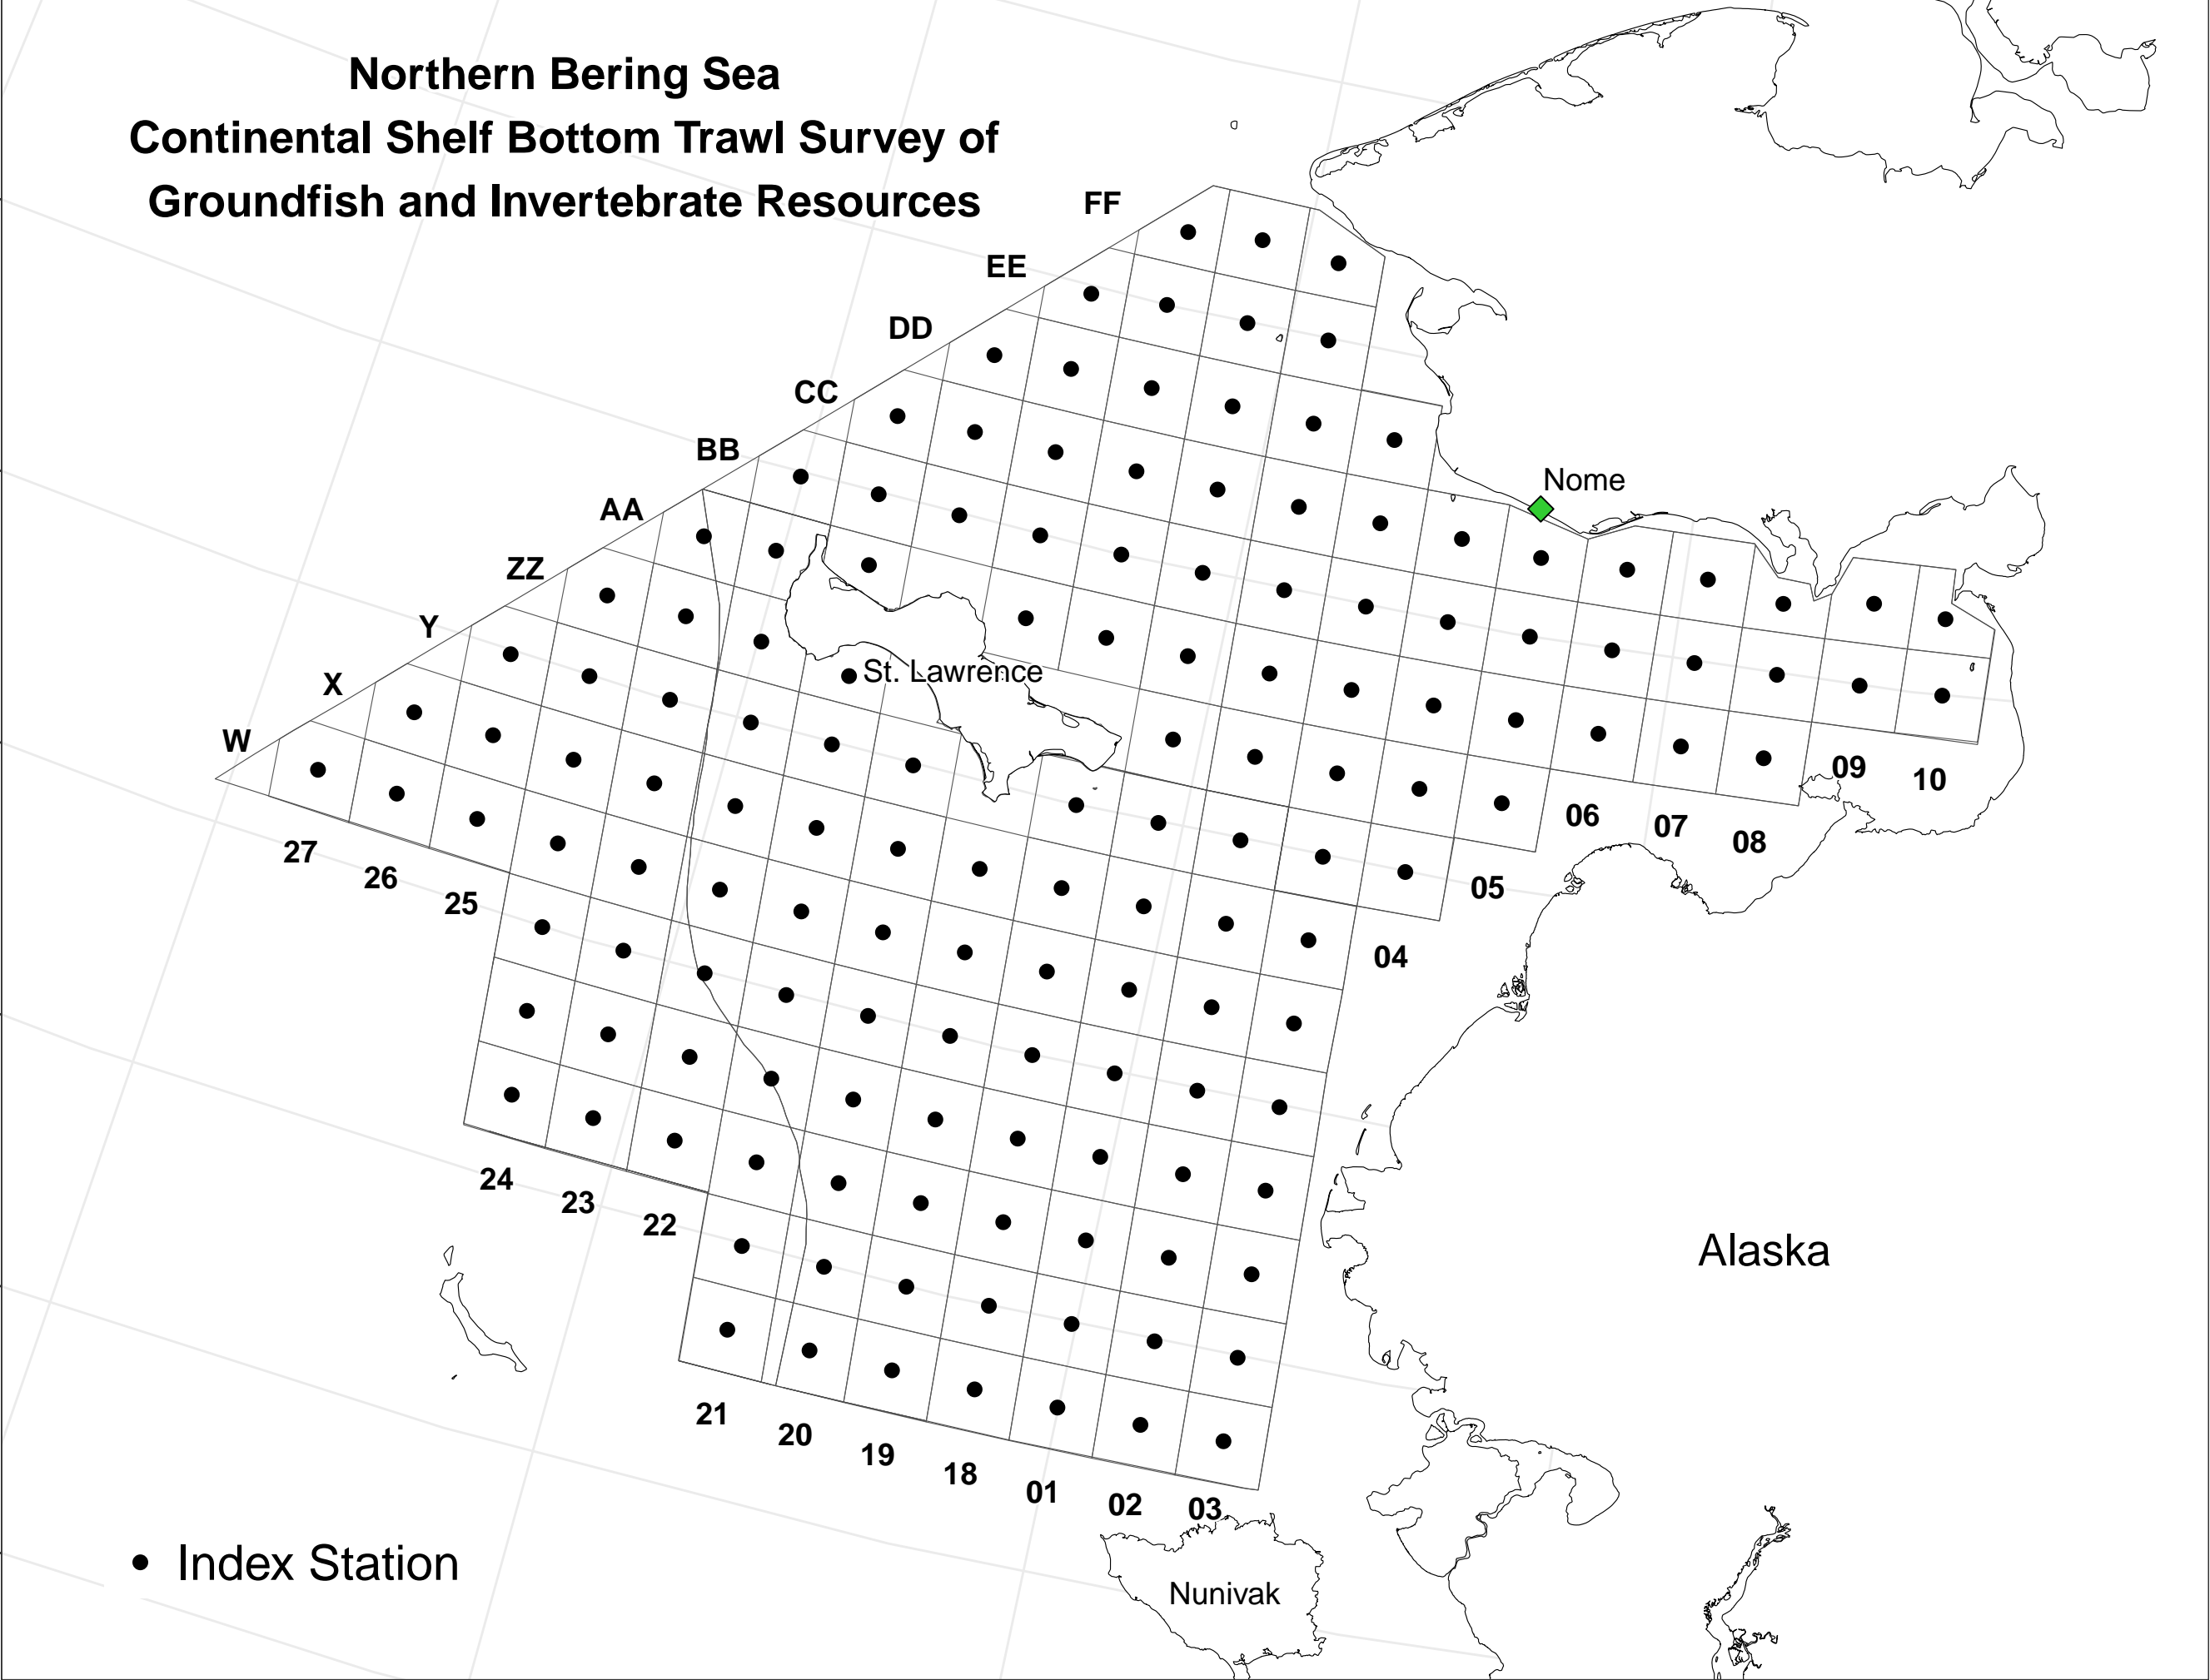 Northern Bering Sea
Continental Shelf Bottom Trawl Survey of
Groundfish and Invertebrate Resources
FF
EE
DD
CC
BB
AA
ZZ
Y
X
W
Nome
St. Lawrence
27
26
25
24
23
22
21
20
19
18
01
02
03
04
05
06
07
08
09
10
Alaska
Nunivak
Index Station